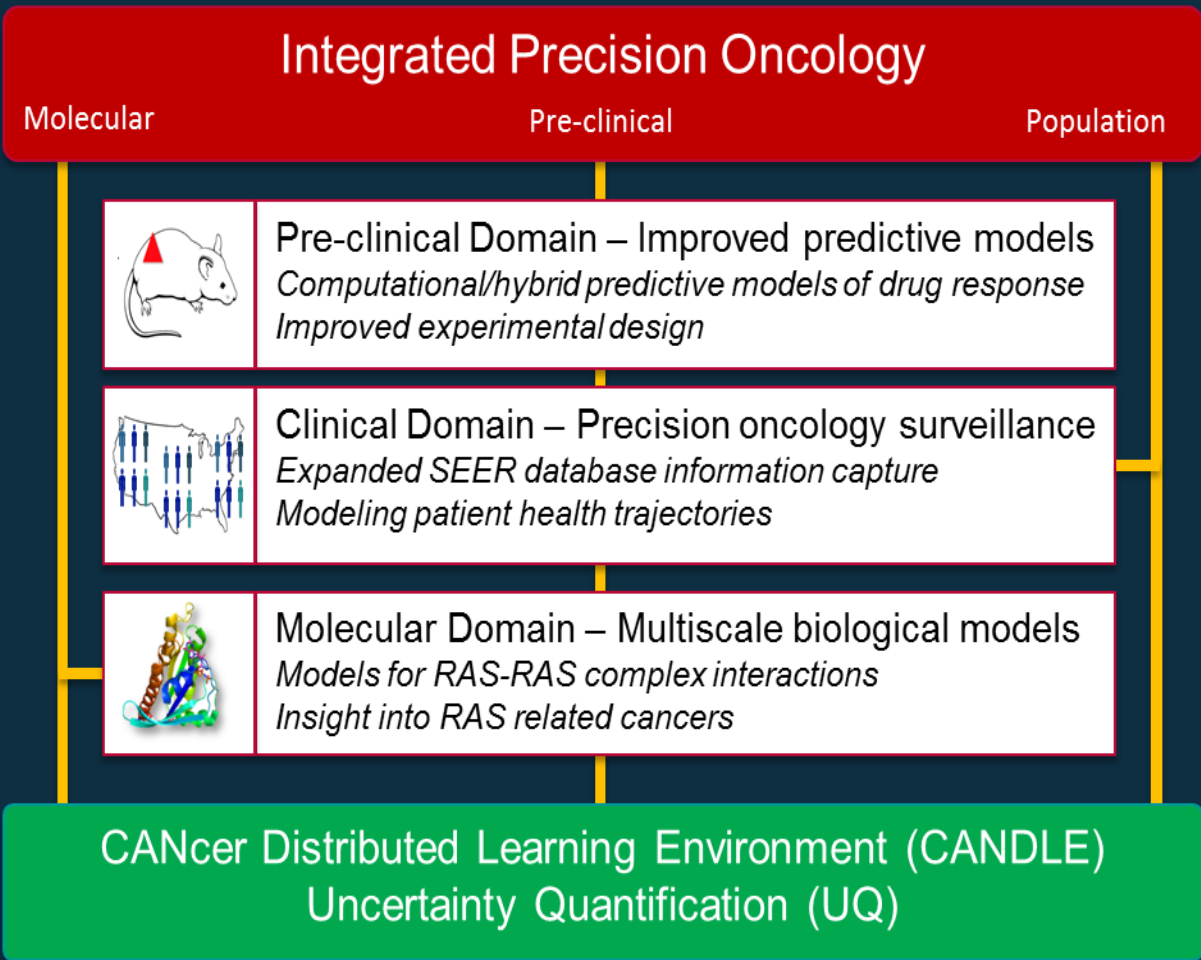 Integrated Precision Oncology
Molecular Pre-clinical Population
Pre-clinical Domain – Improved predictive models
Computational/hybrid predictive models of drug response
Improved experimental design
Clinical Domain – Precision oncology surveillance
Expanded SEER database information capture
Modeling patient health trajectories
Molecular Domain – Multiscale biological models
Models for RAS-RAS complex interactions
Insight into RAS related cancers
CANcer Distributed Learning Environment (CANDLE)
Uncertainty Quantification (UQ)